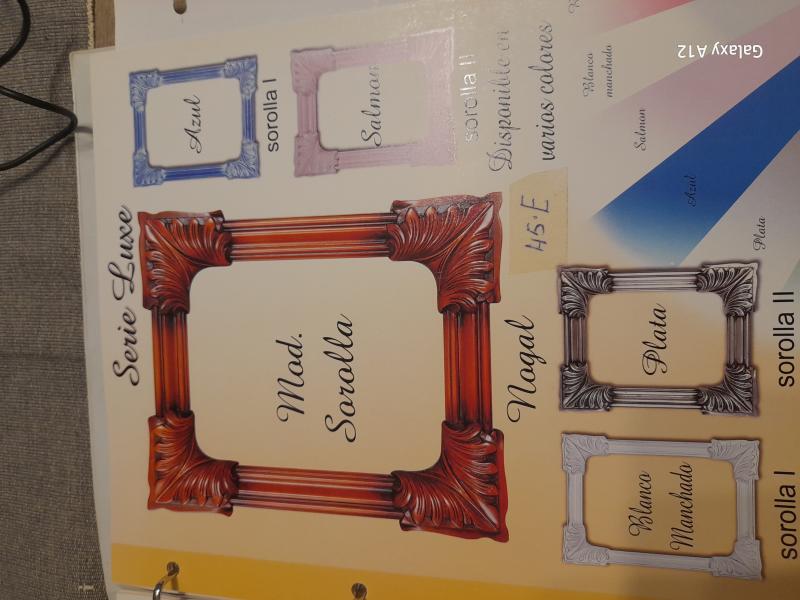 Serie Luxe
Azul
sorolla I
Mod.
Sorolla
Salmon
sorolla II
Nogal
45·E
Disponible en
varios colores
Blanco
manchado
Salmon
Azul
Plata
Blanco
Manchado
sorolla I
Plata
sorolla II
Galaxy A12